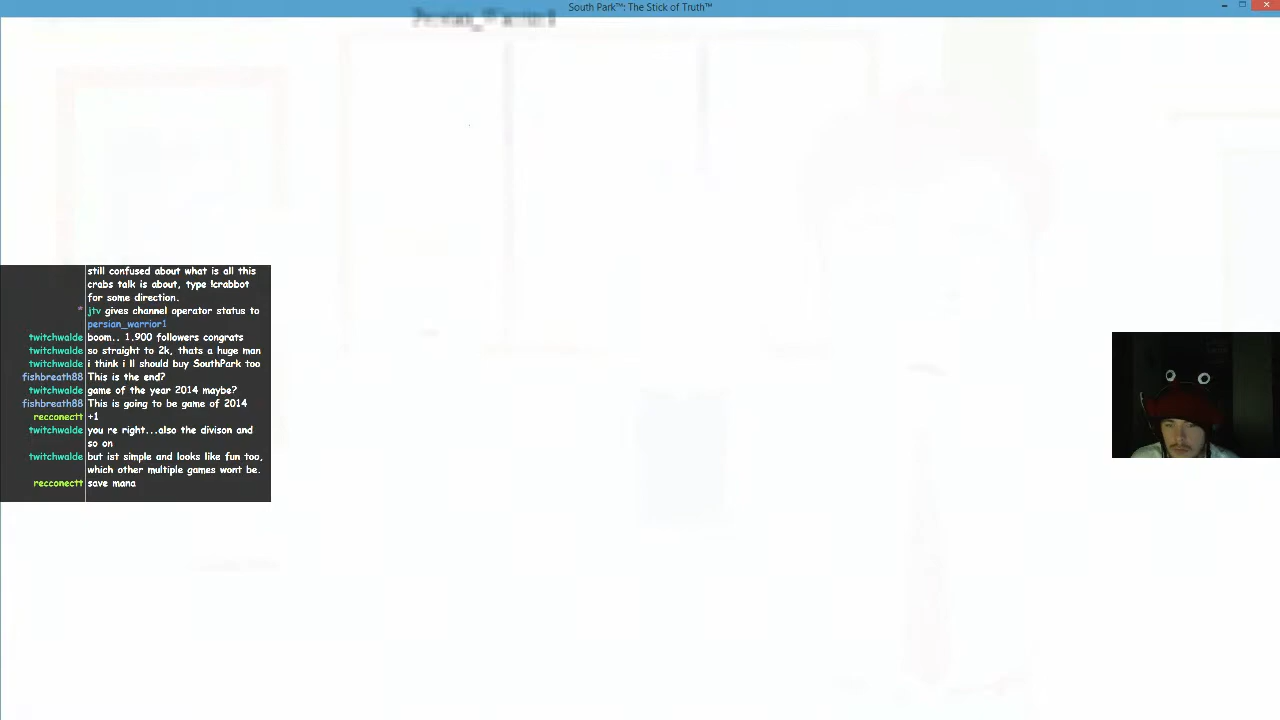 South Park™: The Stick of Truth™
Persian_Warrior1
still confused about what is all this
crabs talk is about, type !crabbot
for some direction.
* jtv gives channel operator status to
persian_warrior1
twitchwalde boom.. 1.900 followers congrats
twitchwalde so straight to 2k, thats a huge man
twitchwalde i think i ll should buy SouthPark too
fishbreath88 This is the end?
twitchwalde game of the year 2014 maybe?
fishbreath88 This is going to be game of 2014
recconectt +1
twitchwalde you re right...also the divison and
so on
twitchwalde but ist simple and looks like fun too,
which other multiple games wont be.
recconectt save mana